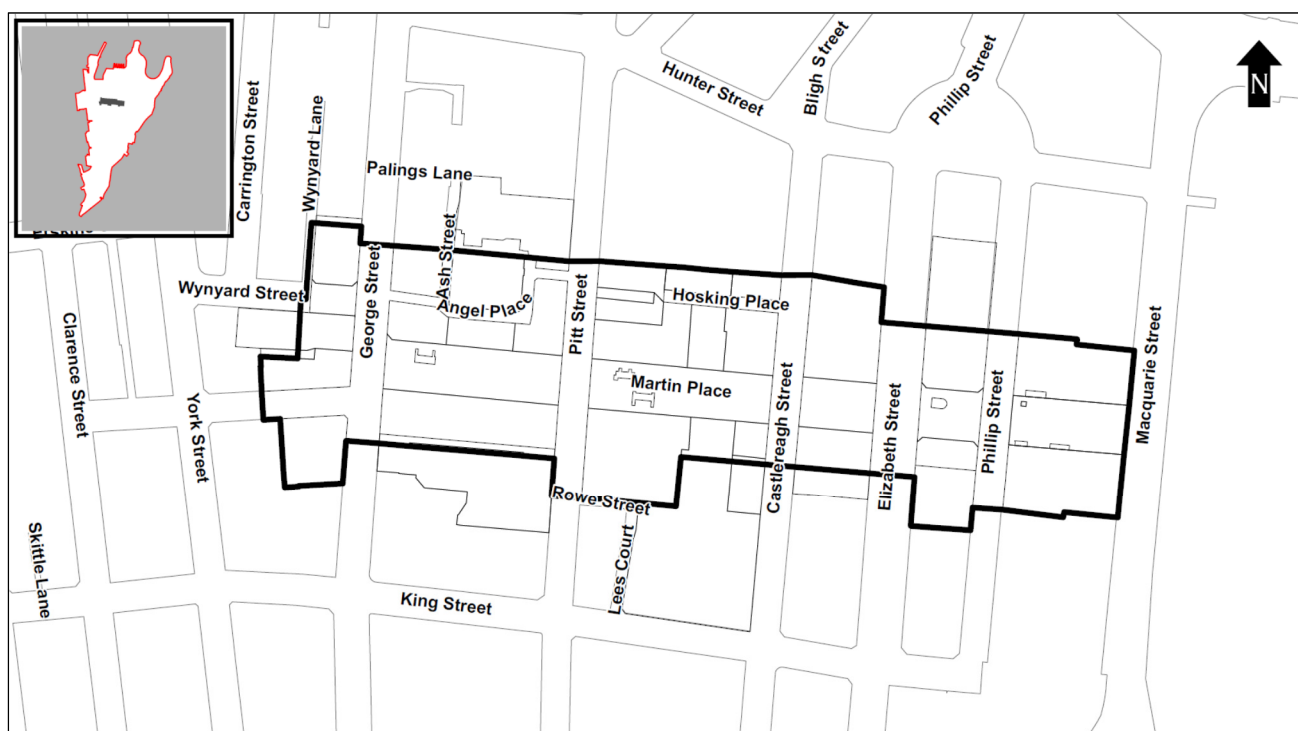 Hunter Street
Bligh Street
Phillip Street
N
Carrington Street
Wynyard Lane
Palings Lane
Ash Street
George Street
Wynyard Street
Angel Place
Pitt Street
Hosking Place
Martin Place
Castlereagh Street
Elizabeth Street
Phillip Street
Macquarie Street
Clarence Street
York Street
Rowe Street
Lees Court
King Street
Skittle Lane